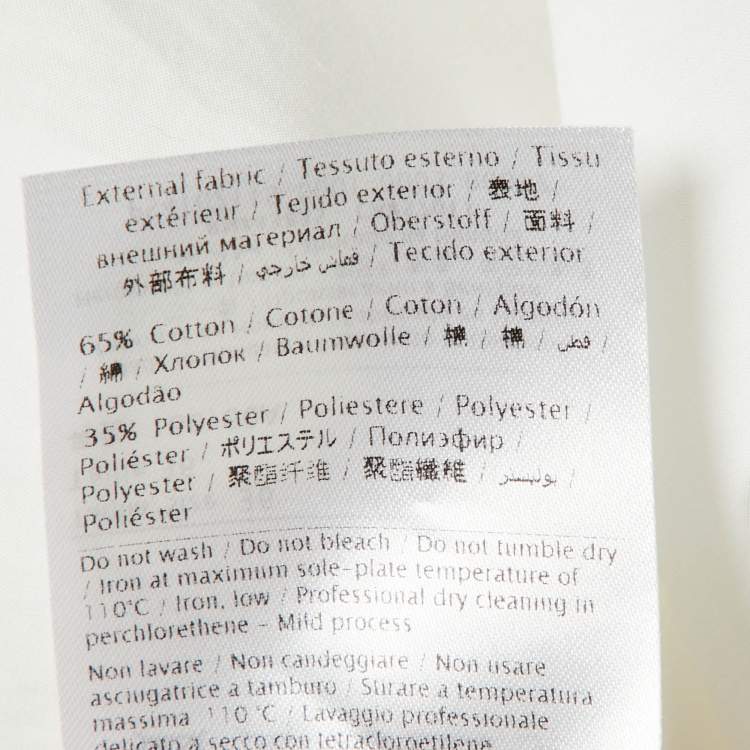 External fabric / Tessuto esterno / Tissu
extérieur / Tejido exterior / 表地 /
внешний материал / Oberstoff / 面料 /
外部布料 / قماش خارجي / Tecido exterior
65% Cotton / Cotone / Coton / Algodón
/ 綿 / Хлопок / Baumwolle / 棉 / 棉 / قطن /
Algodão
35% Polyester / Poliestere / Polyester /
Poliéster / ポリエステル / Полиэфир /
Polyester / 聚酯纤维 / 聚酯纖維 / بوليستر /
Poliéster
Do not wash / Do not bleach / Do not tumble dry
/ Iron at maximum sole-plate temperature of
110°C / Iron, low / Professional dry cleaning in
perchlorethene - Mild process
Non lavare / Non candeggiare / Non usare
asciugatrice a tamburo / Stirare a temperatura
massima 110 °C / Lavaggio professionale
delicato a secco con tetracloroetilene